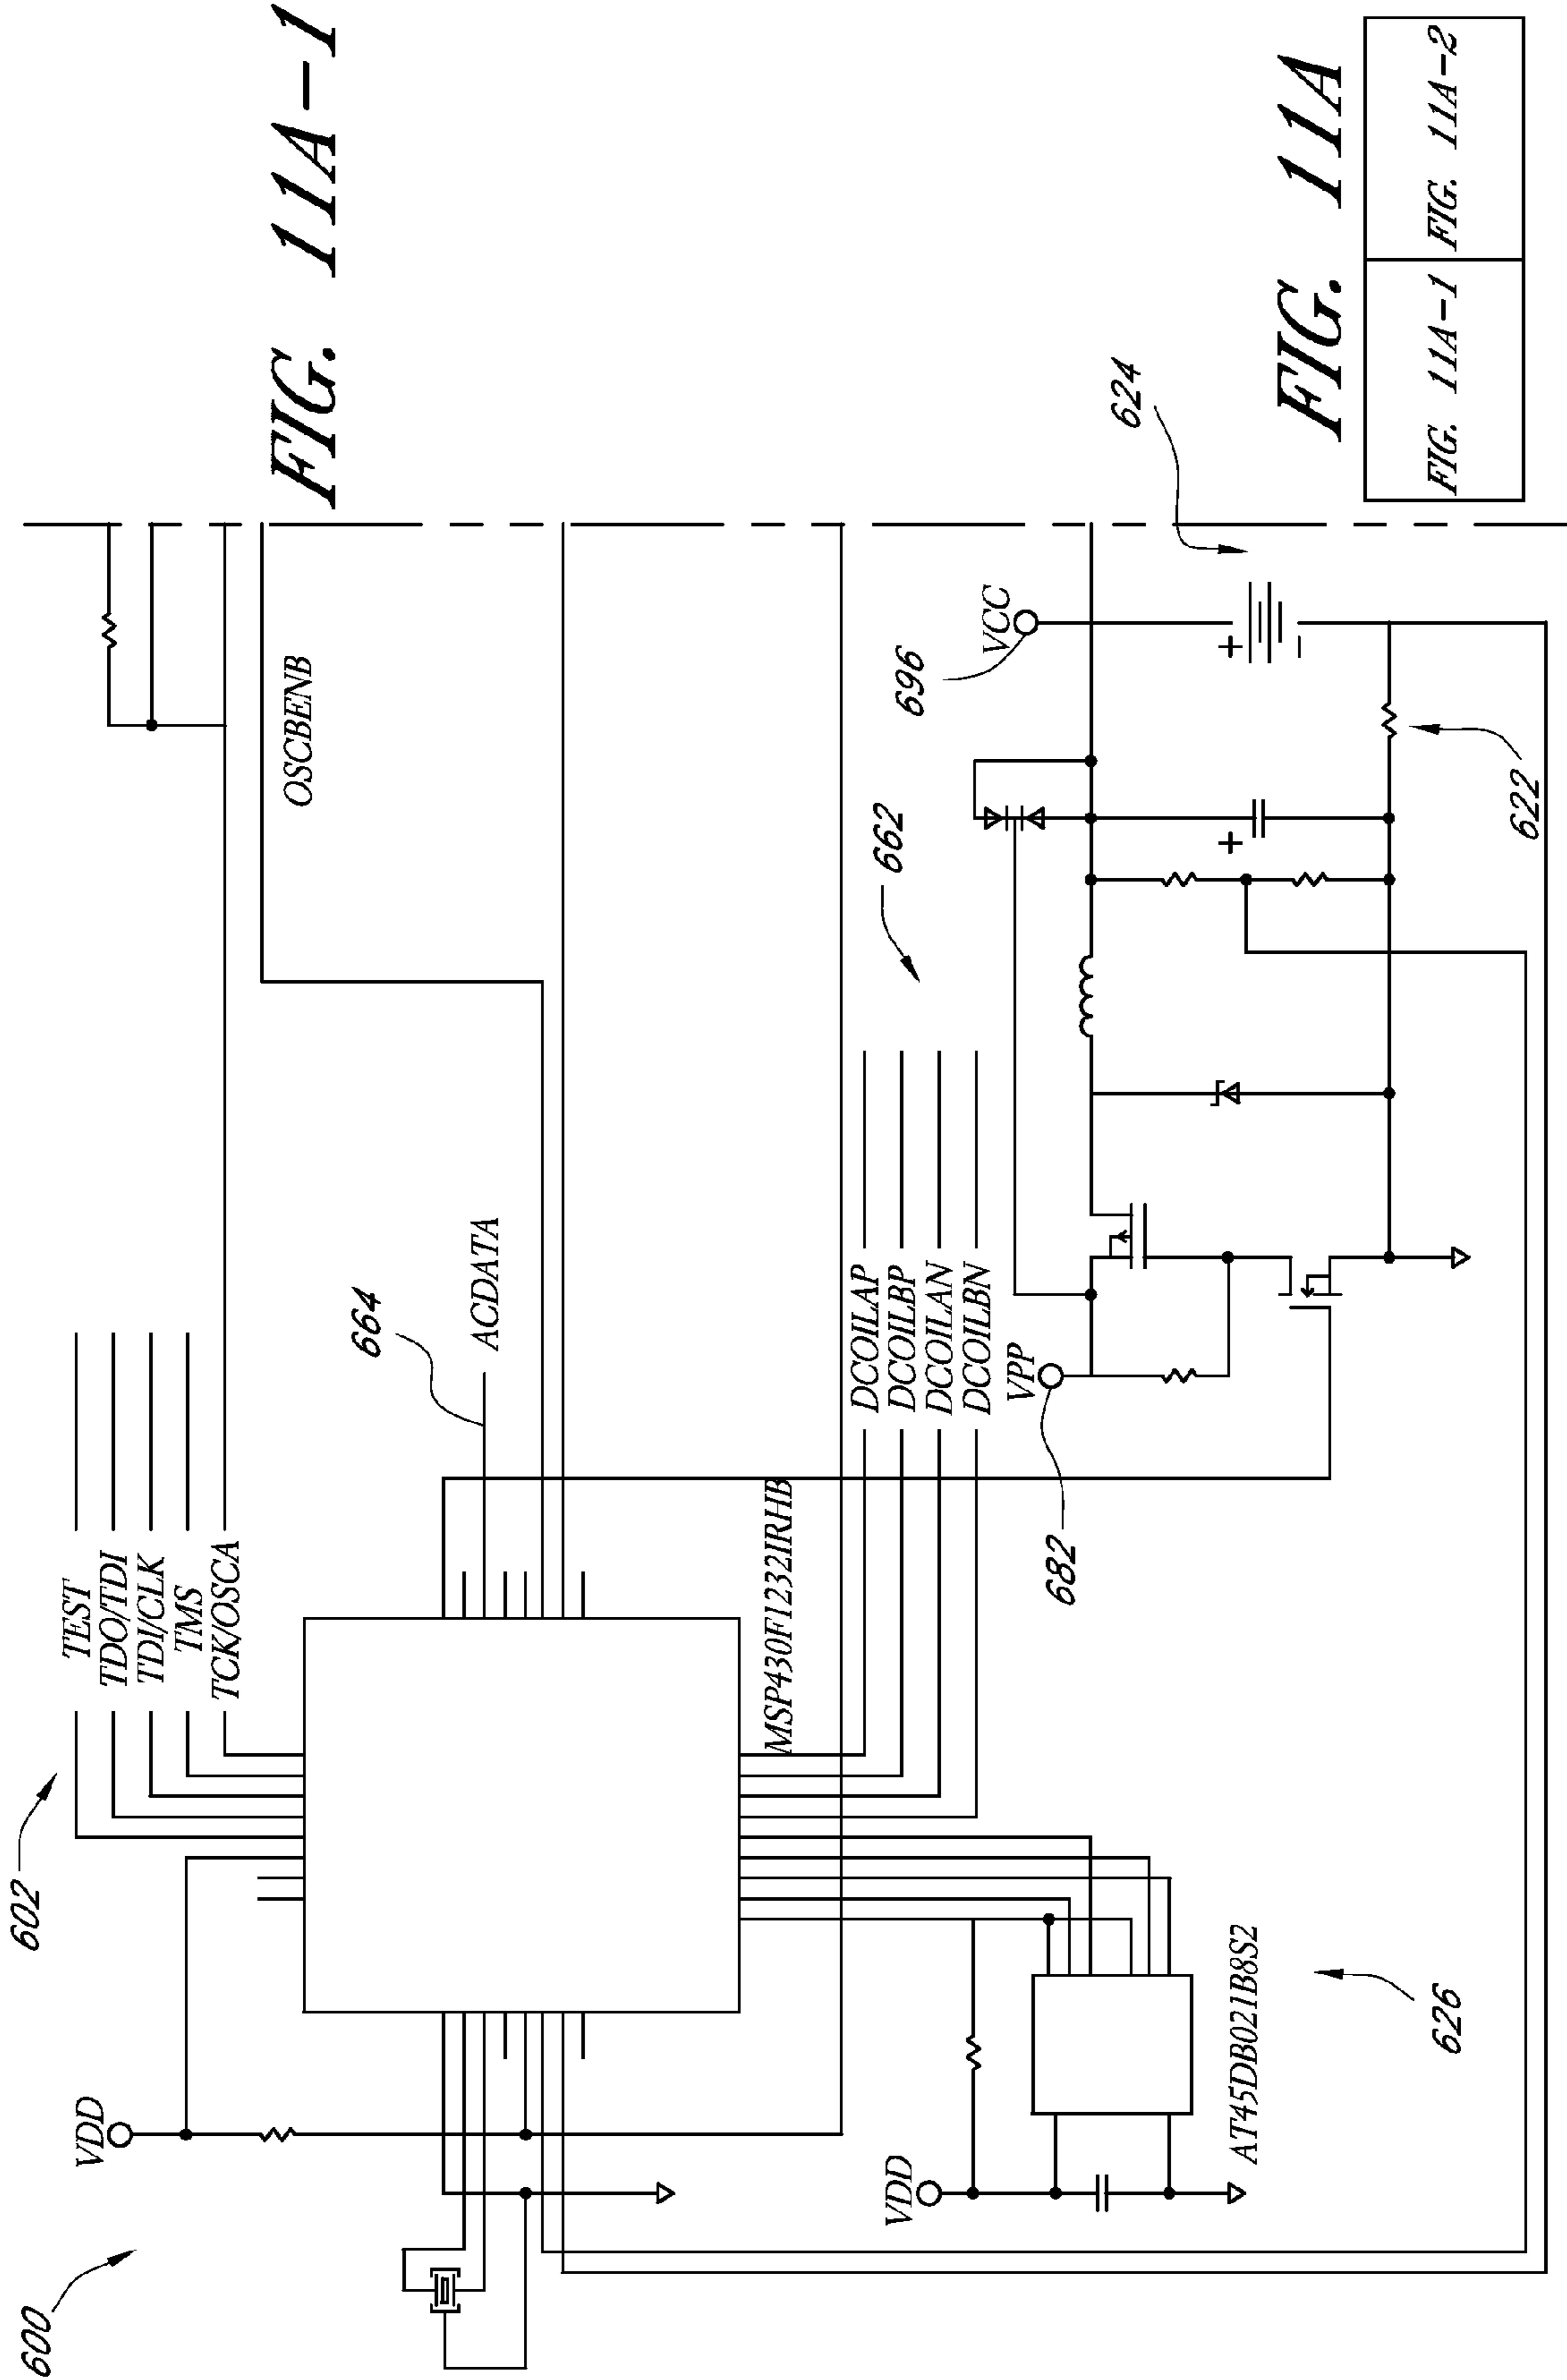 600
602
VDD
TEST
TDO/TDI
TDI/CLK
TMS
TCK/OSCA
FIG. 11A-1
OSCBENB
664
ACDATA
MSP430F1232IRHB
DCOILAP
DCOILBP
DCOILAN
DCOILBN
662
VDD
AT45DB021B8S2
626
682
VPP
696
VCC
+
+
−
622
624
FIG. 11A
FIG. 11A-1
FIG. 11A-2